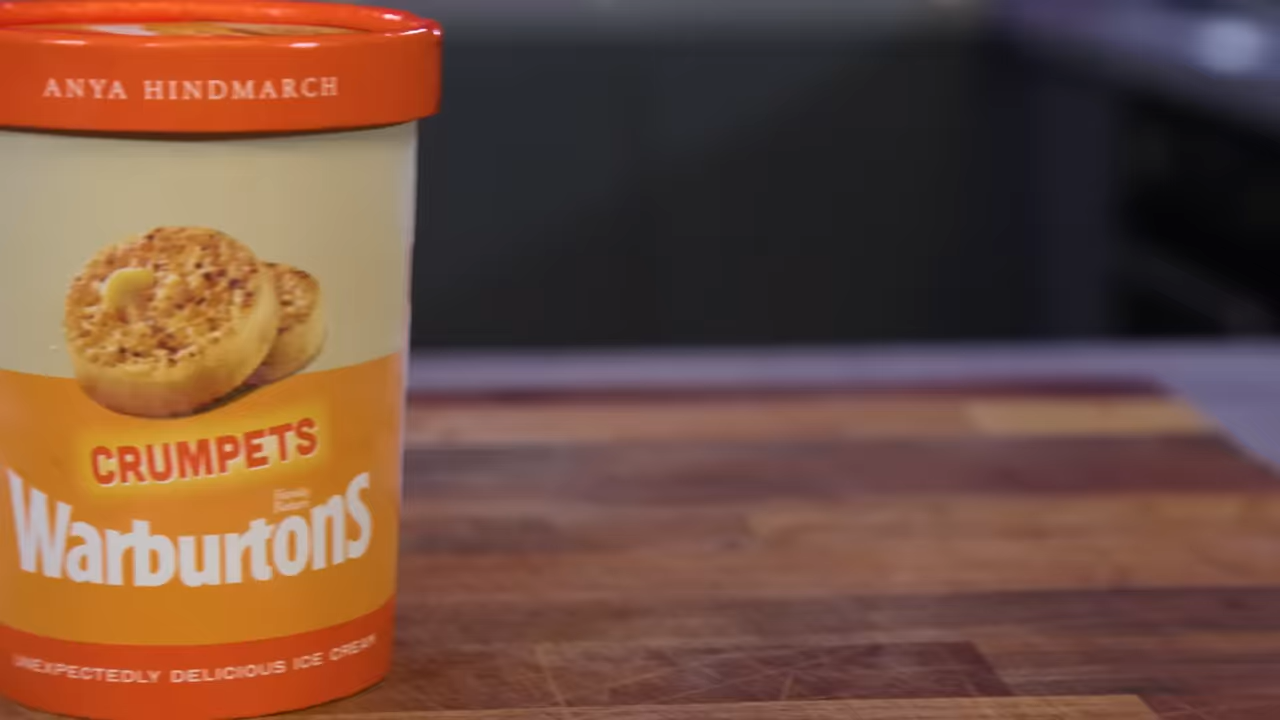 ANYA HINDMARCH
CRUMPETS
Warburtons
UNEXPECTEDLY DELICIOUS ICE CREAM